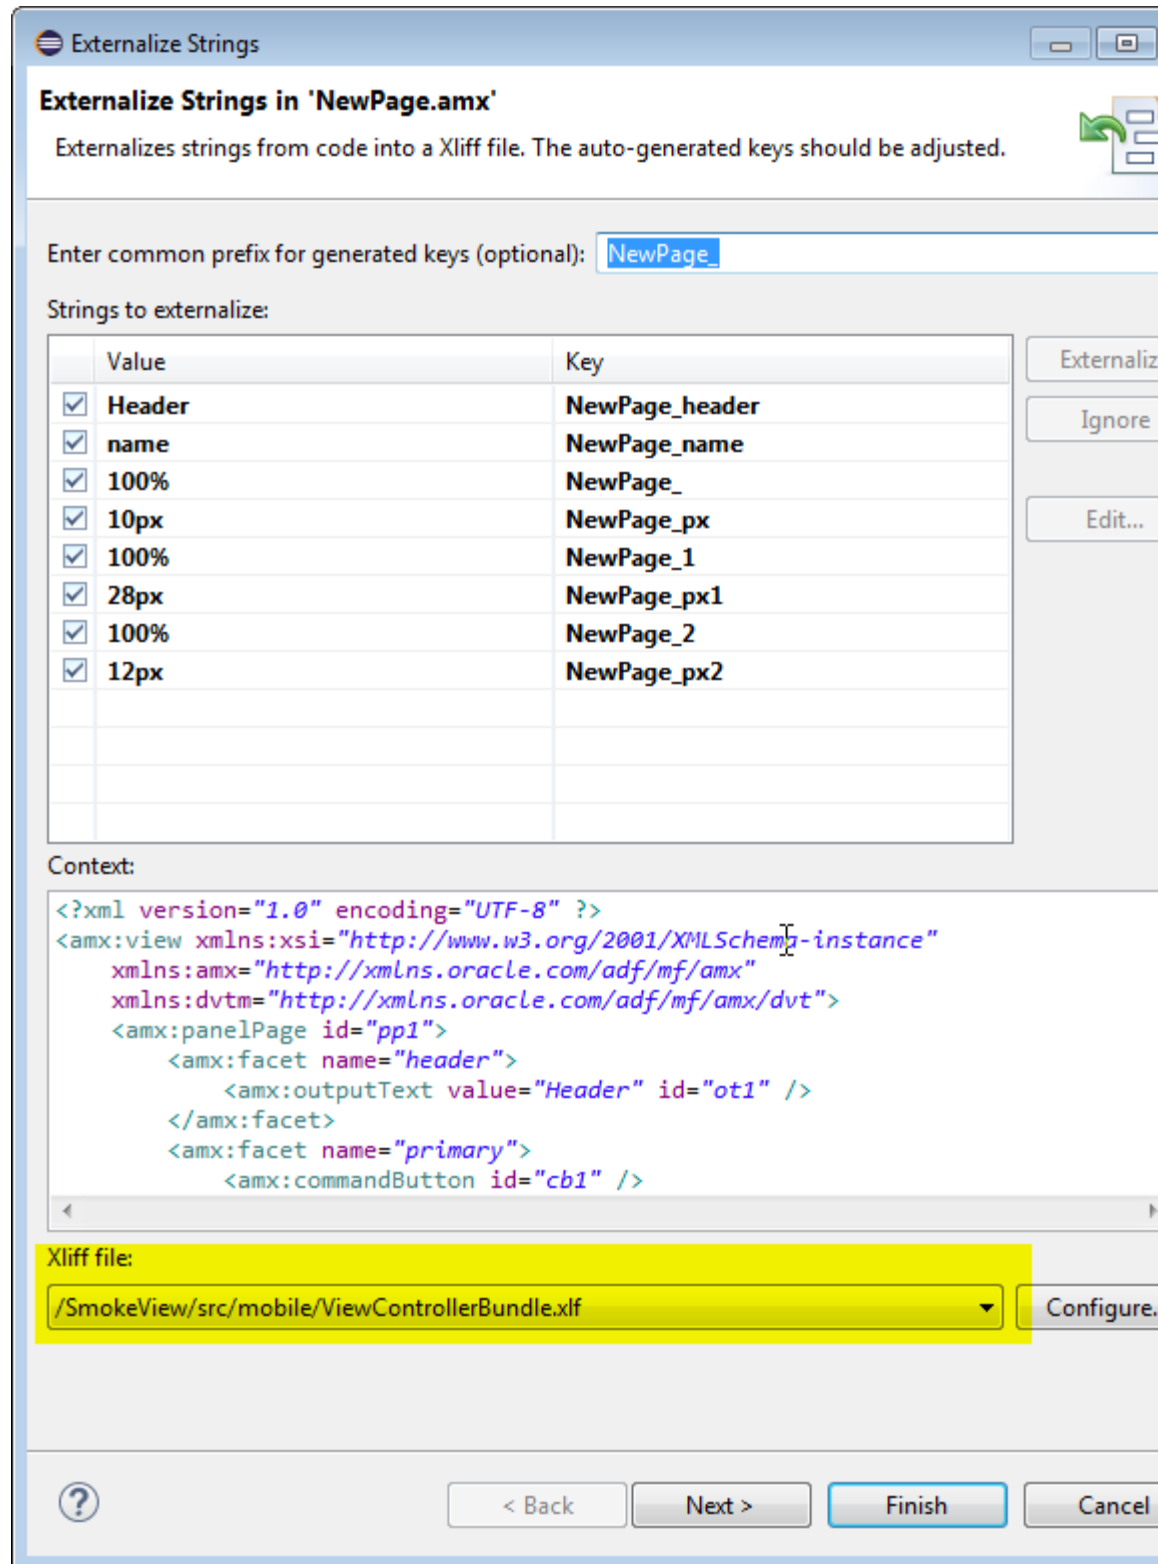 Externalize Strings
Externalize Strings in 'NewPage.amx'
Externalizes strings from code into a Xliff file. The auto-generated keys should be adjusted.
Enter common prefix for generated keys (optional): NewPage_
Strings to externalize:
Value Key
Header NewPage_header
name NewPage_name
100% NewPage_
10px NewPage_px
100% NewPage_1
28px NewPage_px1
100% NewPage_2
12px NewPage_px2
Externaliz
Ignore
Edit...
Context:
<?xml version="1.0" encoding="UTF-8" ?>
<amx:view xmlns:xsi="http://www.w3.org/2001/XMLSchema-instance"
xmlns:amx="http://xmlns.oracle.com/adf/mf/amx"
xmlns:dvtm="http://xmlns.oracle.com/adf/mf/amx/dvt">
<amx:panelPage id="pp1">
<amx:facet name="header">
<amx:outputText value="Header" id="ot1" />
</amx:facet>
<amx:facet name="primary">
<amx:commandButton id="cb1" />
Xliff file:
/SmokeView/src/mobile/ViewControllerBundle.xlf Configure.
< Back Next > Finish Cancel